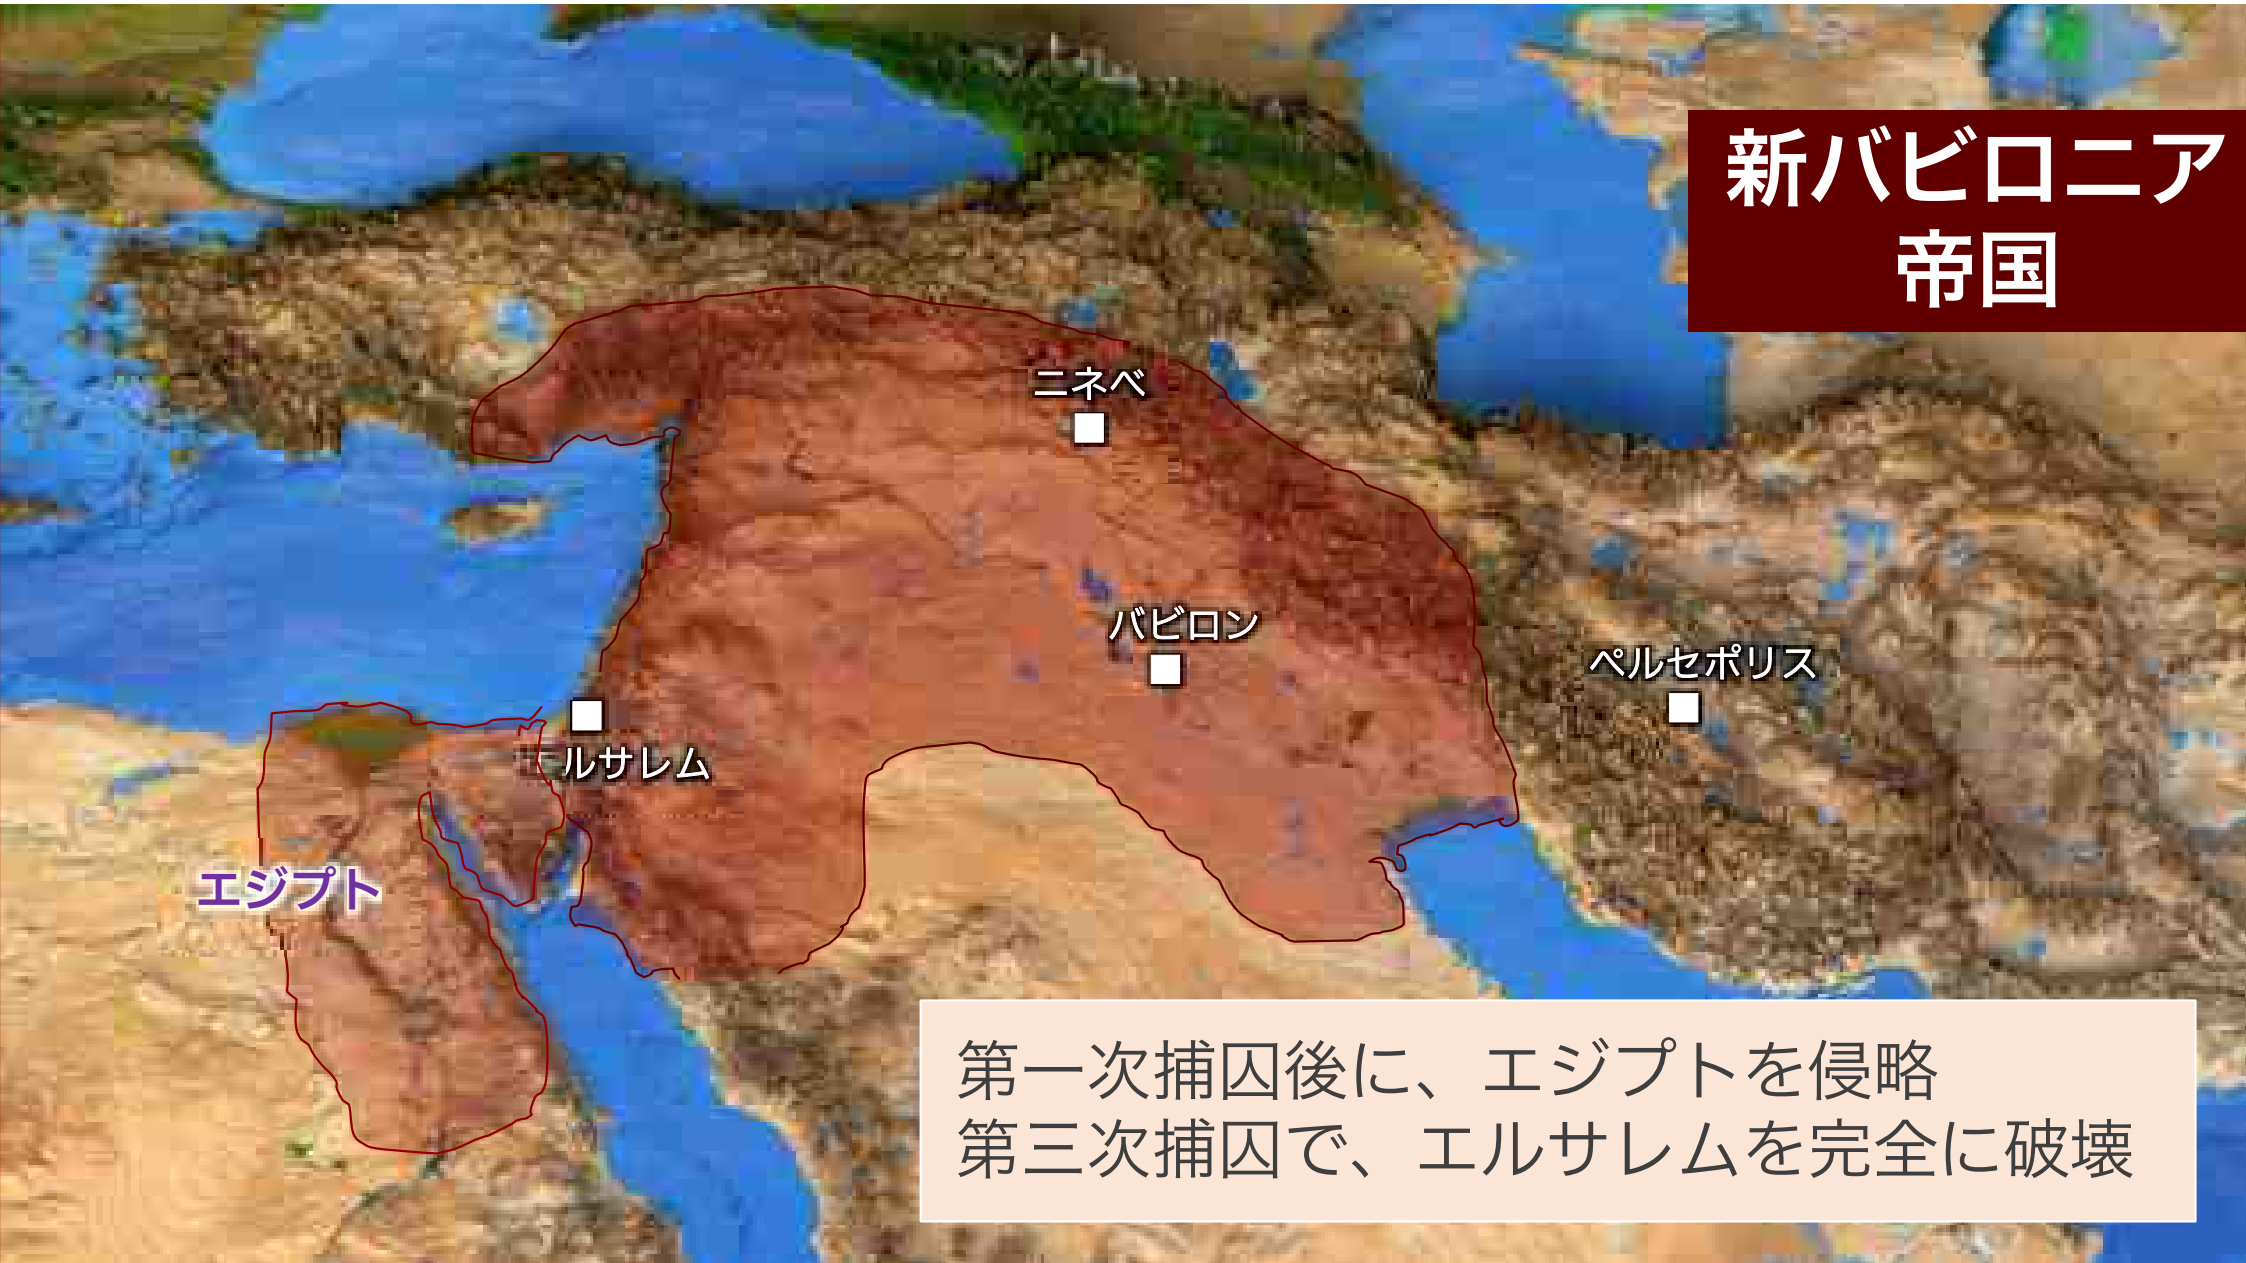 新バビロニア
帝国
ニネベ
バビロン
ペルセポリス
エルサレム
エジプト
第一次捕囚後に、エジプトを侵略
第三次捕囚で、エルサレムを完全に破壊